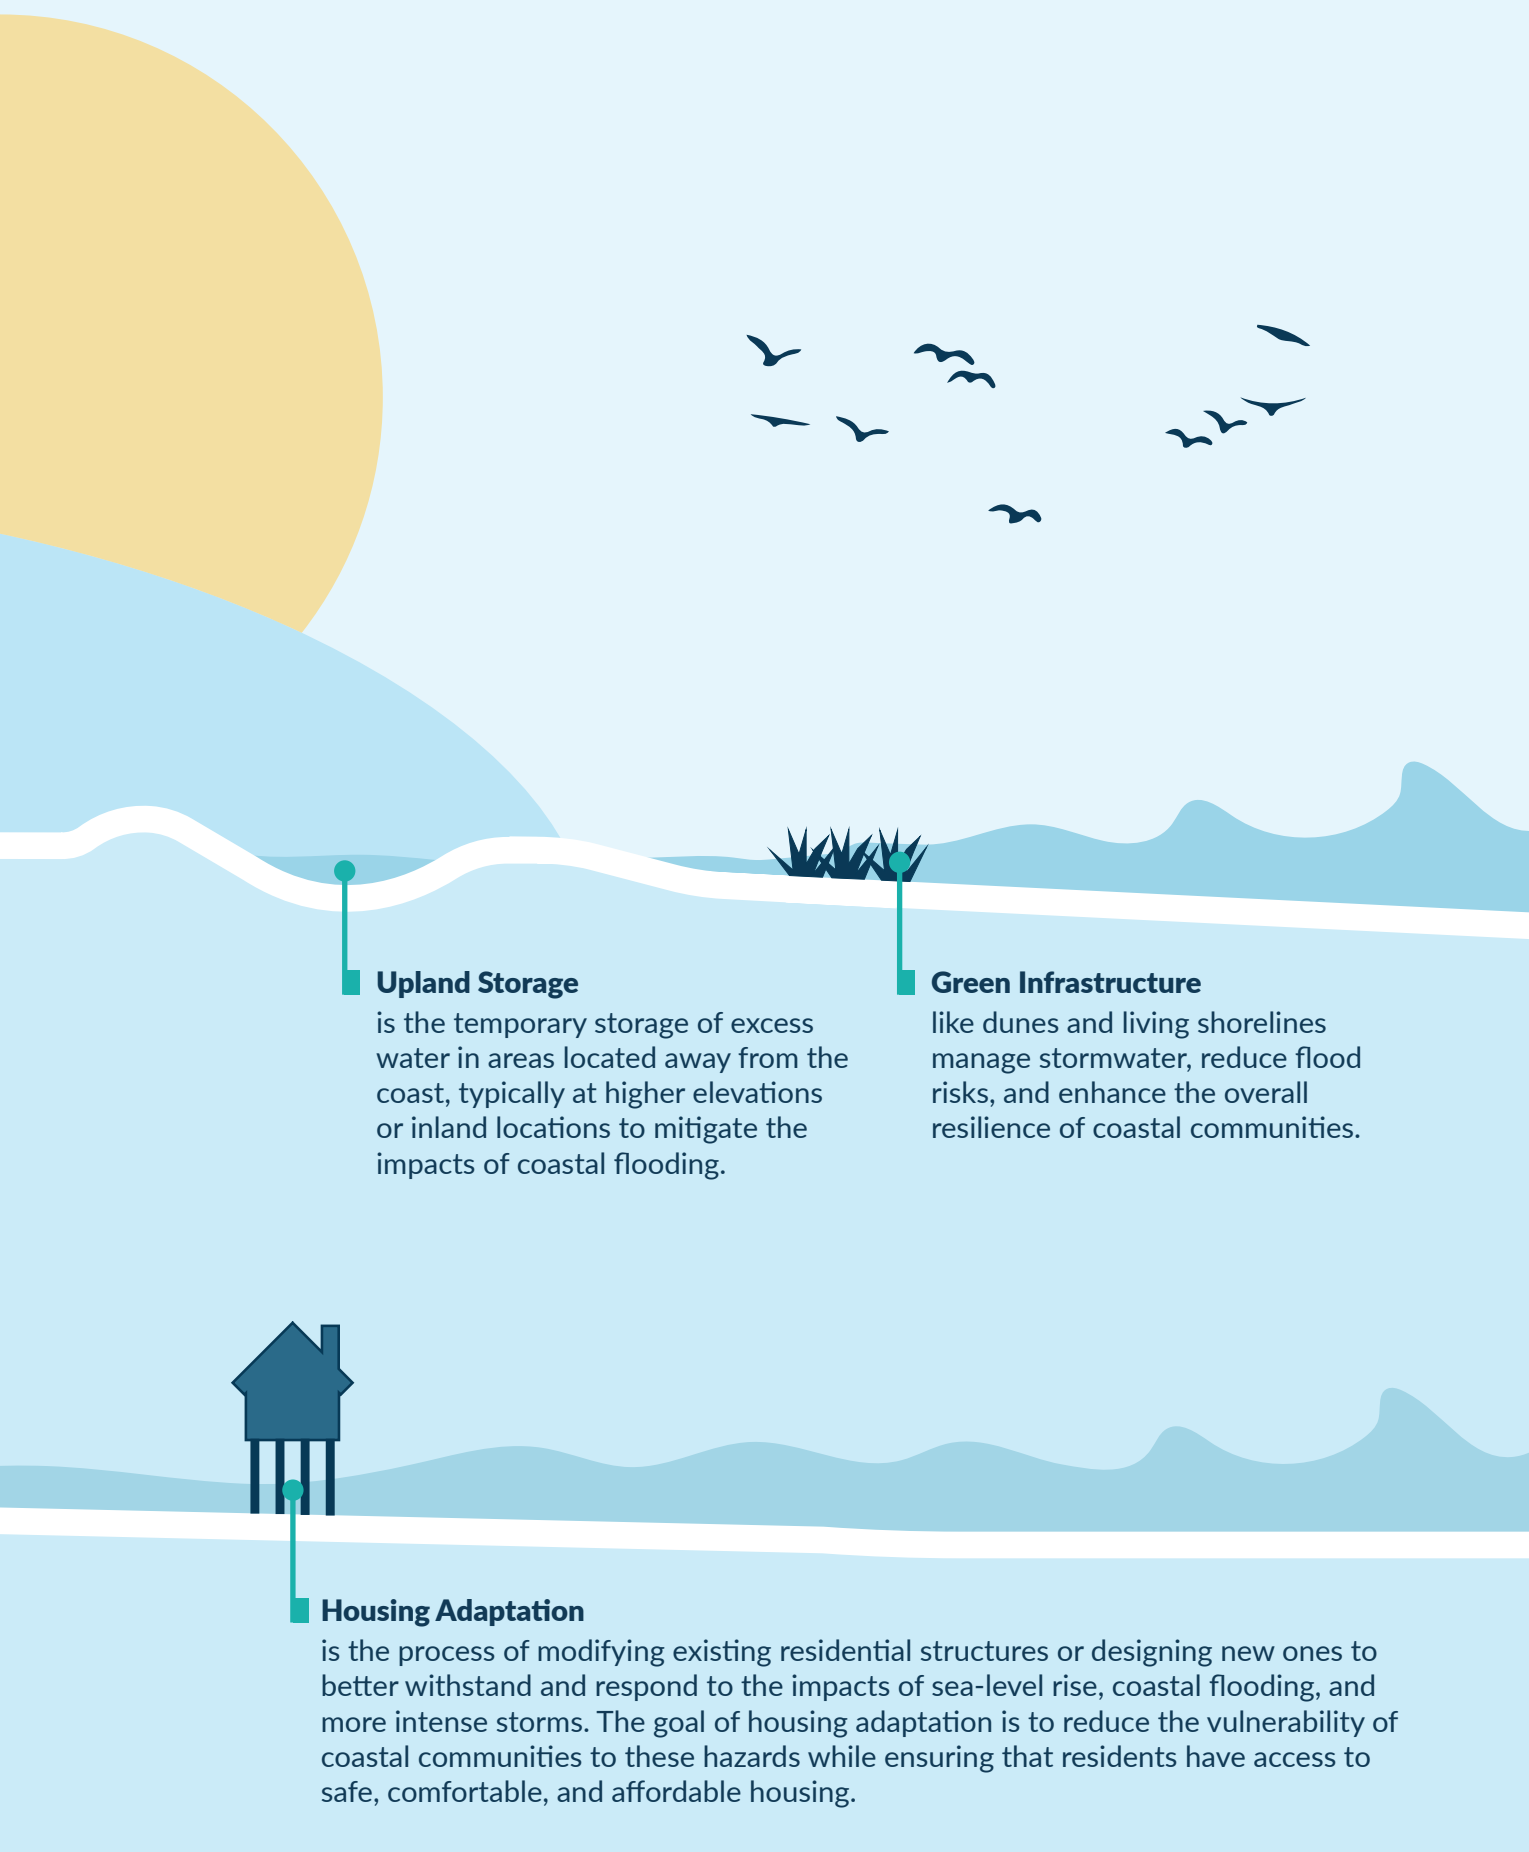 Upland Storage
is the temporary storage of excess
water in areas located away from the
coast, typically at higher elevations
or inland locations to mitigate the
impacts of coastal flooding.
Green Infrastructure
like dunes and living shorelines
manage stormwater, reduce flood
risks, and enhance the overall
resilience of coastal communities.
Housing Adaptation
is the process of modifying existing residential structures or designing new ones to
better withstand and respond to the impacts of sea-level rise, coastal flooding, and
more intense storms. The goal of housing adaptation is to reduce the vulnerability of
coastal communities to these hazards while ensuring that residents have access to
safe, comfortable, and affordable housing.